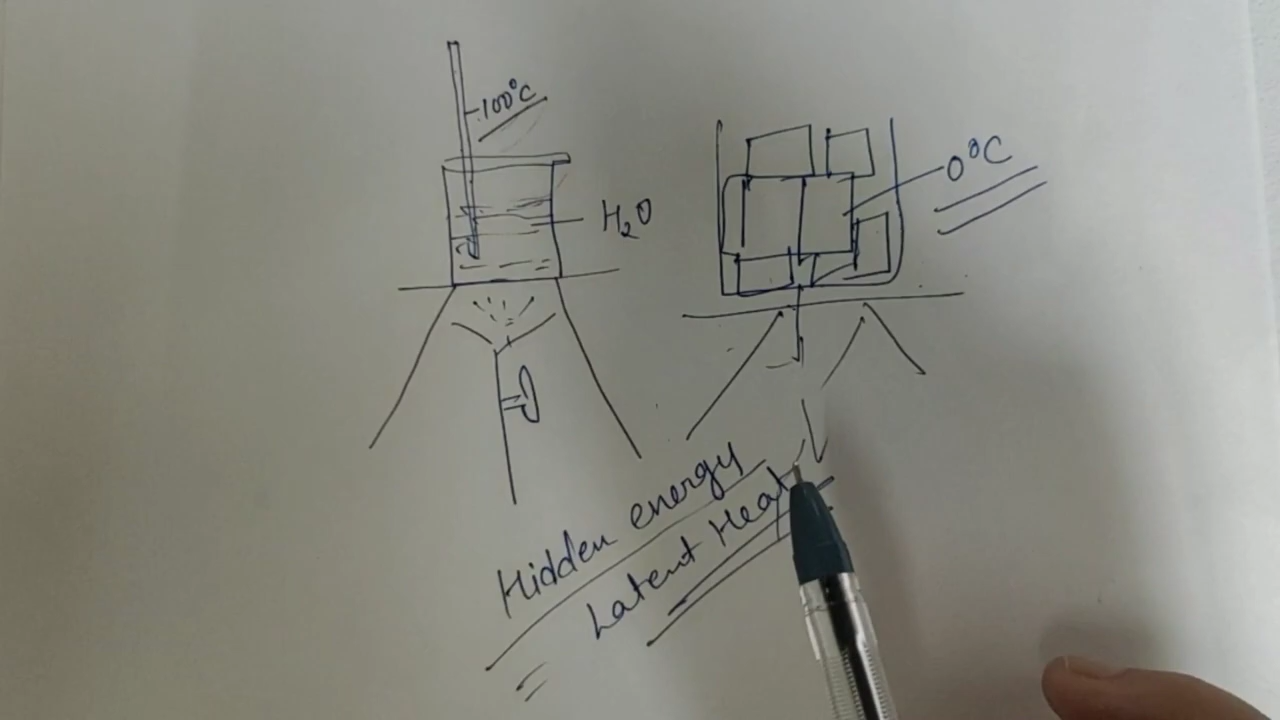 100°C
H₂O
0°C
Hidden energy
Latent Heat